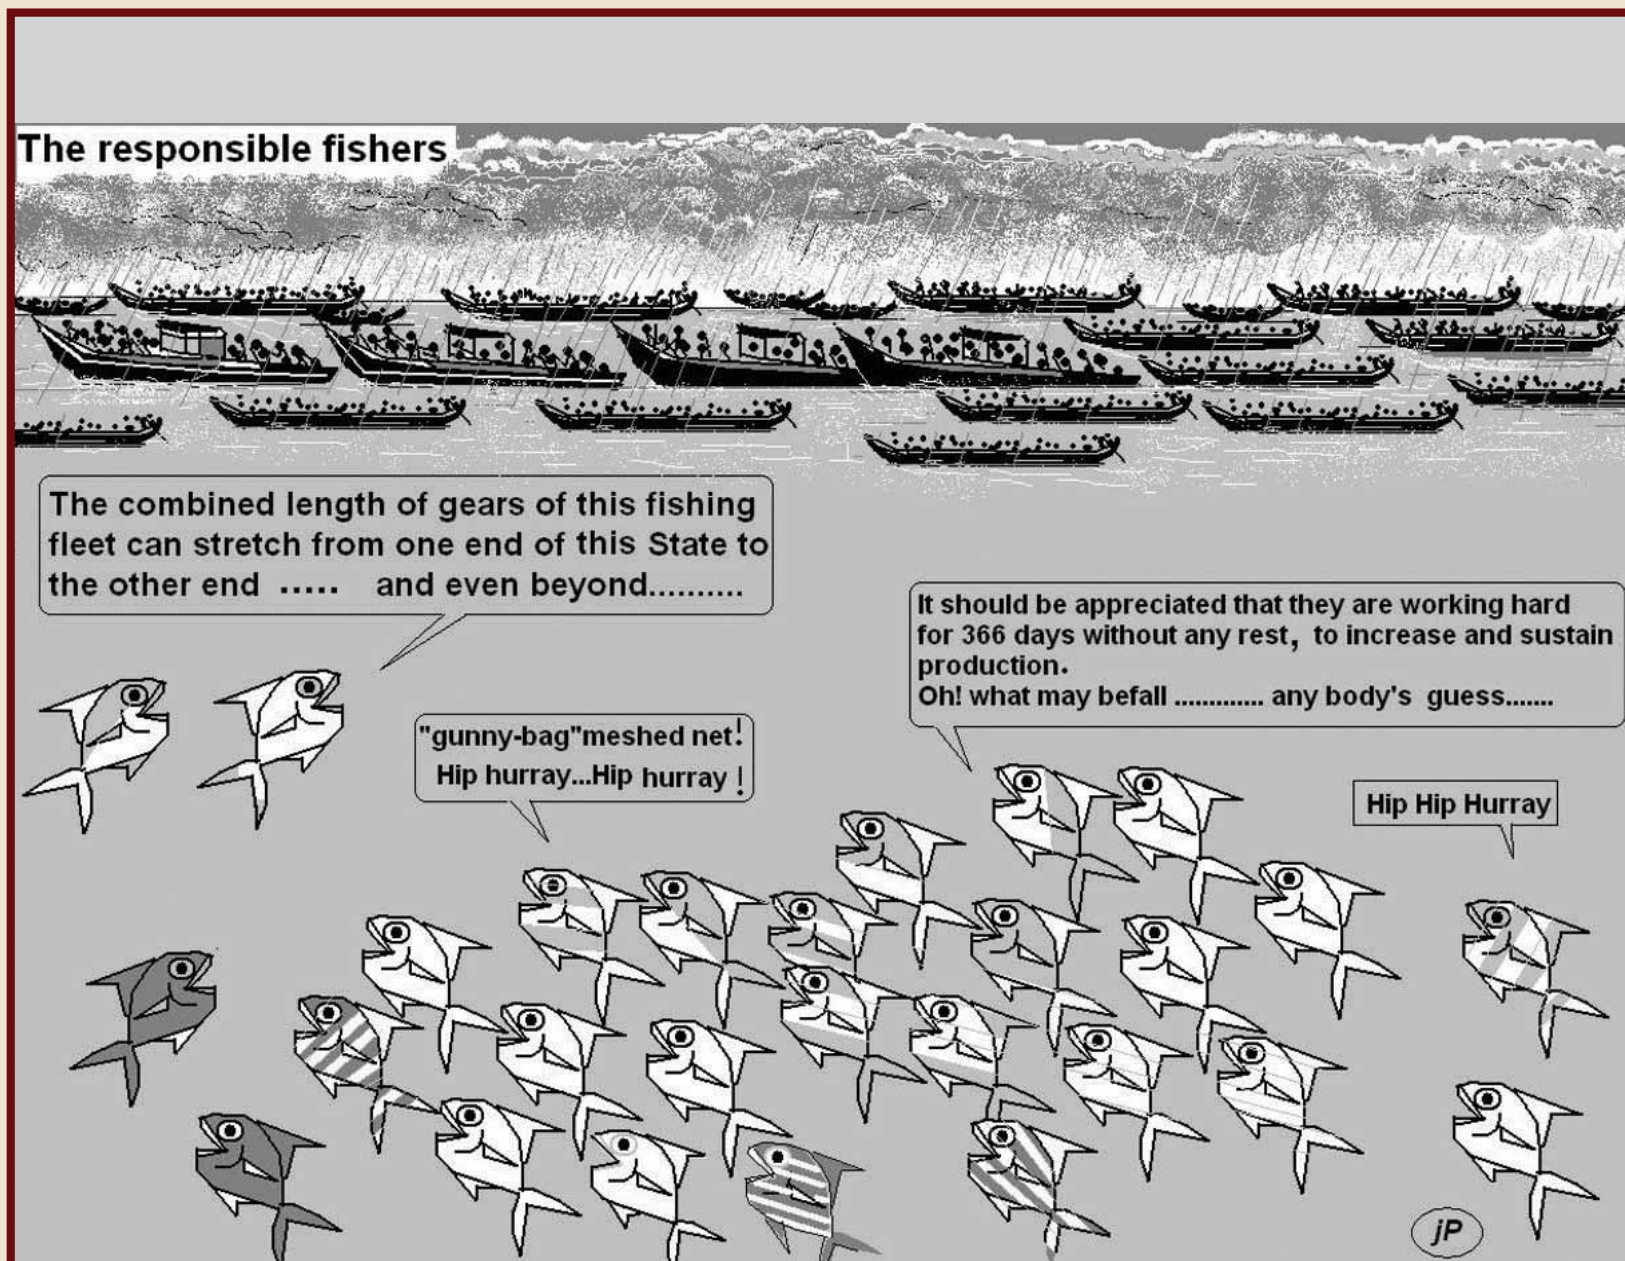 The responsible fishers
The combined length of gears of this fishing
fleet can stretch from one end of this State to
the other end ..... and even beyond..........
It should be appreciated that they are working hard
for 366 days without any rest, to increase and sustain
production.
Oh! what may befall ............. any body's guess.......
"gunny-bag"meshed net!
Hip hurray...Hip hurray !
Hip Hip Hurray
jP